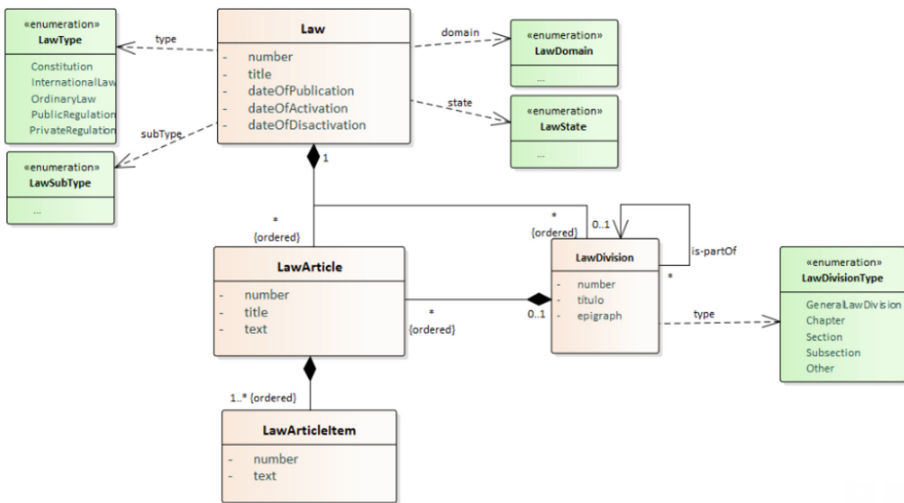 «enumeration»
LawType
Constitution
InternationalLaw
OrdinaryLaw
PublicRegulation
PrivateRegulation
type
Law
- number
- title
- dateOfPublication
- dateOfActivation
- dateOfDisactivation
domain
«enumeration»
LawDomain
...
state
«enumeration»
LawState
...
subType
«enumeration»
LawSubType
...
1
*
{ordered}
*
{ordered}
0..1
is-partOf
*
LawArticle
- number
- title
- text
*
{ordered}
0..1
LawDivision
- number
- título
- epigraph
type
«enumeration»
LawDivisionType
GeneralLawDivision
Chapter
Section
Subsection
Other
1..* {ordered}
LawArticleItem
- number
- text